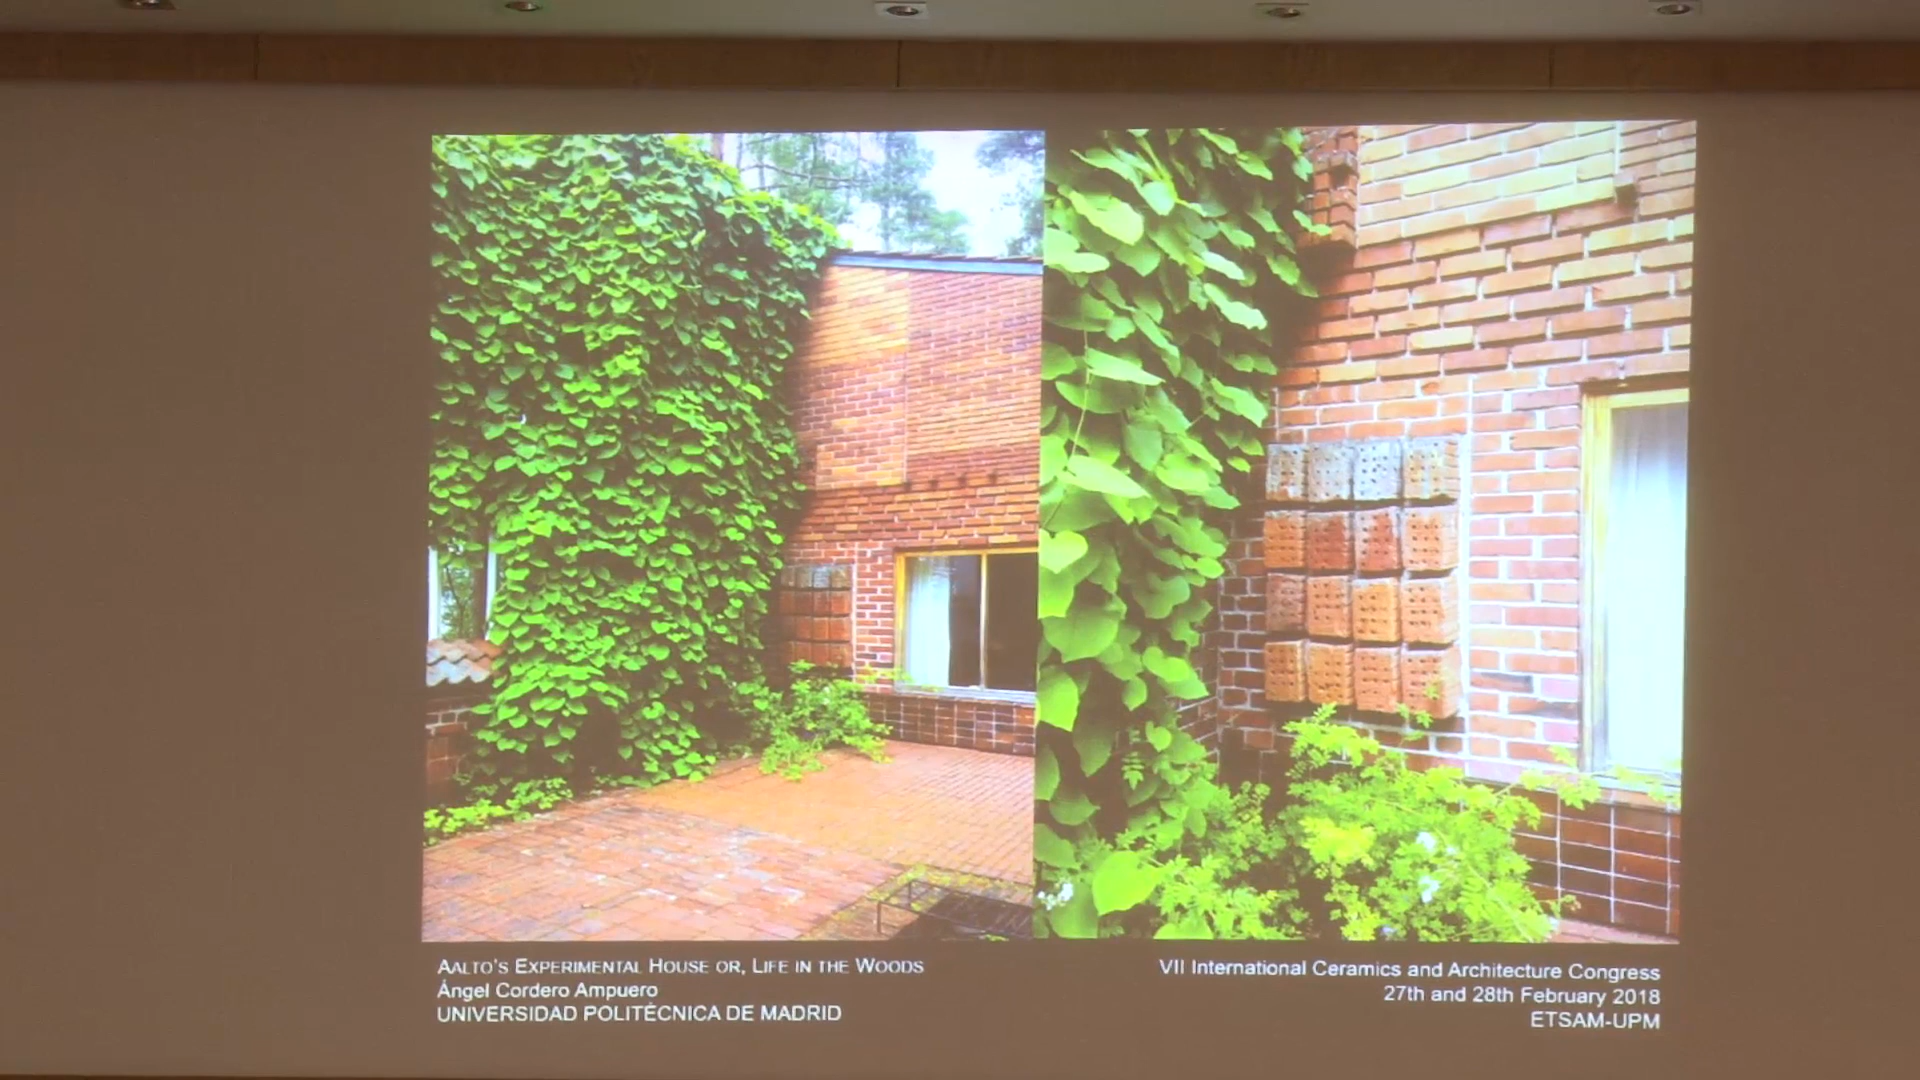 AALTO'S EXPERIMENTAL HOUSE OR, LIFE IN THE WOODS
Ángel Cordero Ampuero
UNIVERSIDAD POLITÉCNICA DE MADRID
VII International Ceramics and Architecture Congress
27th and 28th February 2018
ETSAM-UPM